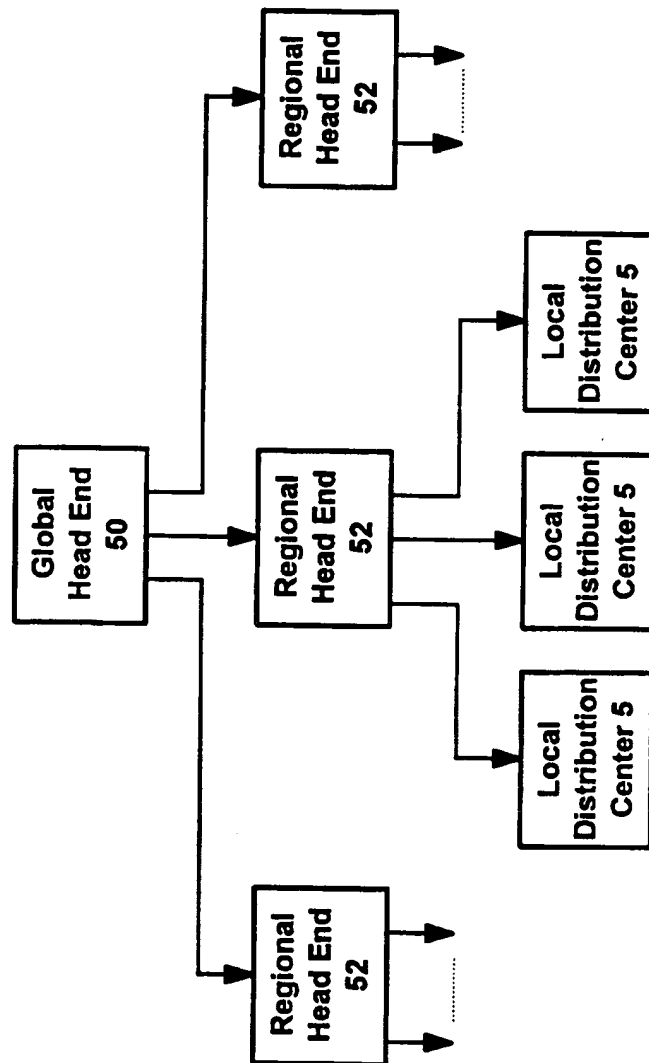 Global
Head End
50
Regional
Head End
52
Regional
Head End
52
Regional
Head End
52
Local
Distribution
Center 5
Local
Distribution
Center 5
Local
Distribution
Center 5